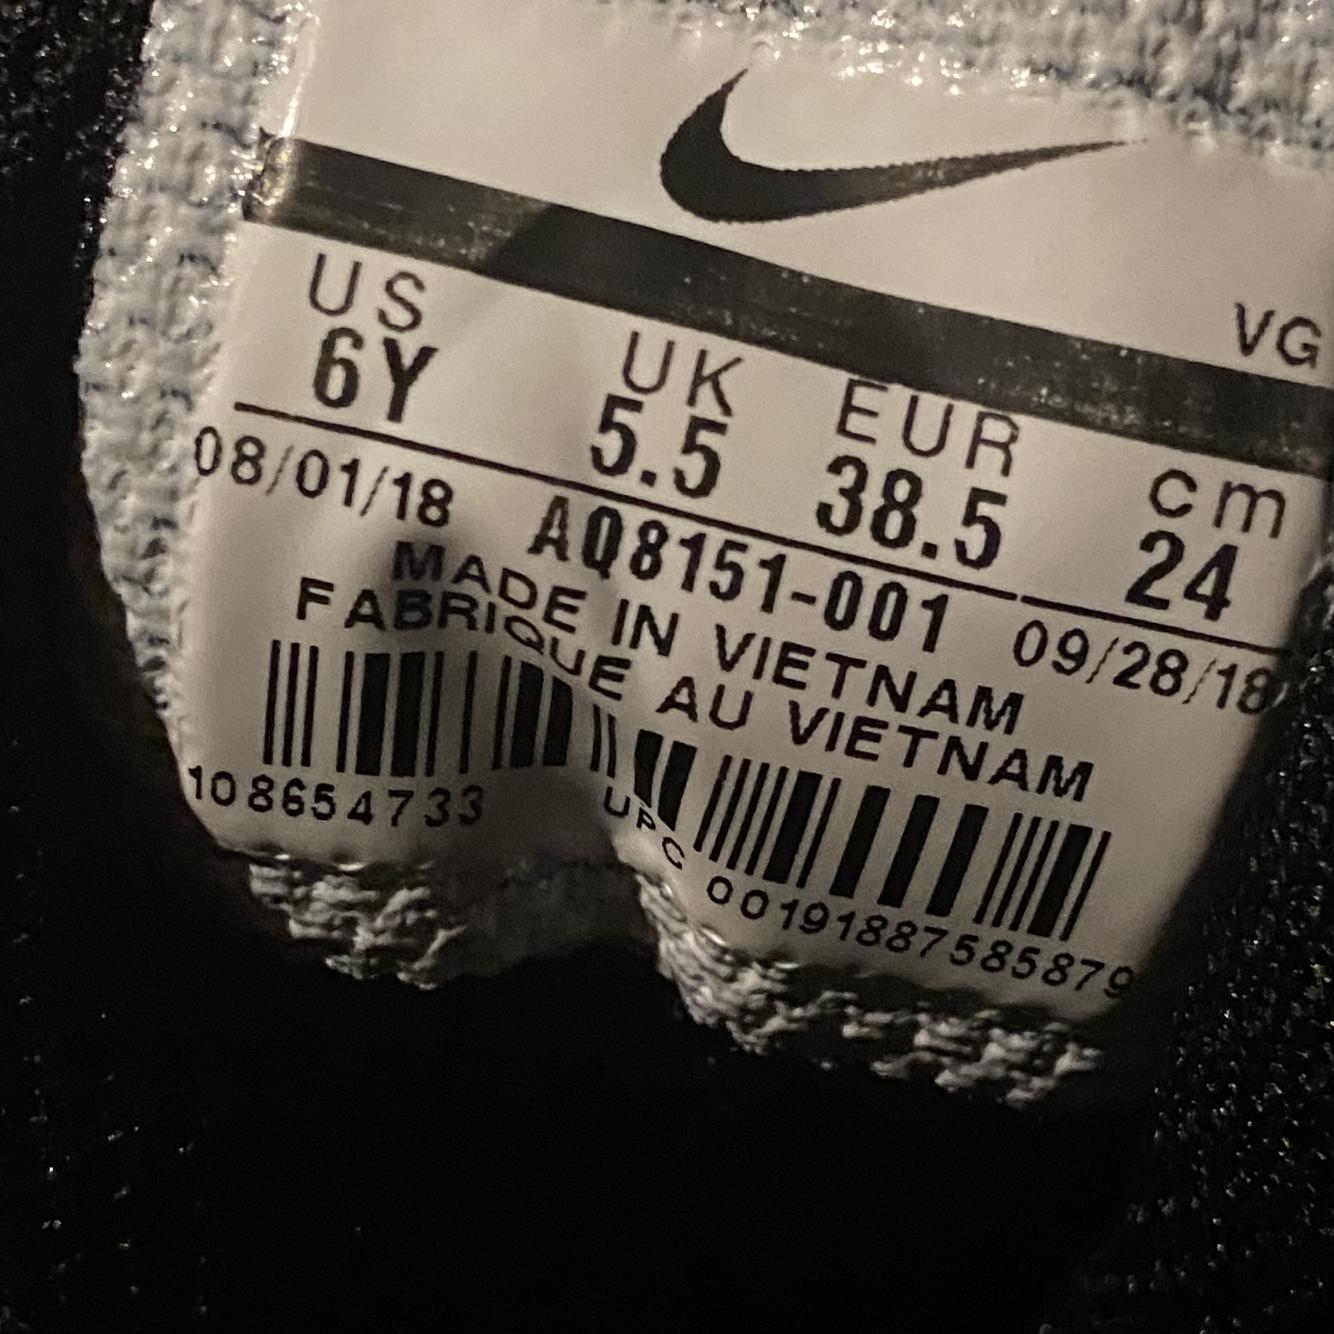 VG
US UK EUR cm
6Y 5.5 38.5 24
08/01/18 AQ8151-001 09/28/18
MADE IN VIETNAM
FABRIQUE AU VIETNAM
108654733 UPC 00191887585879